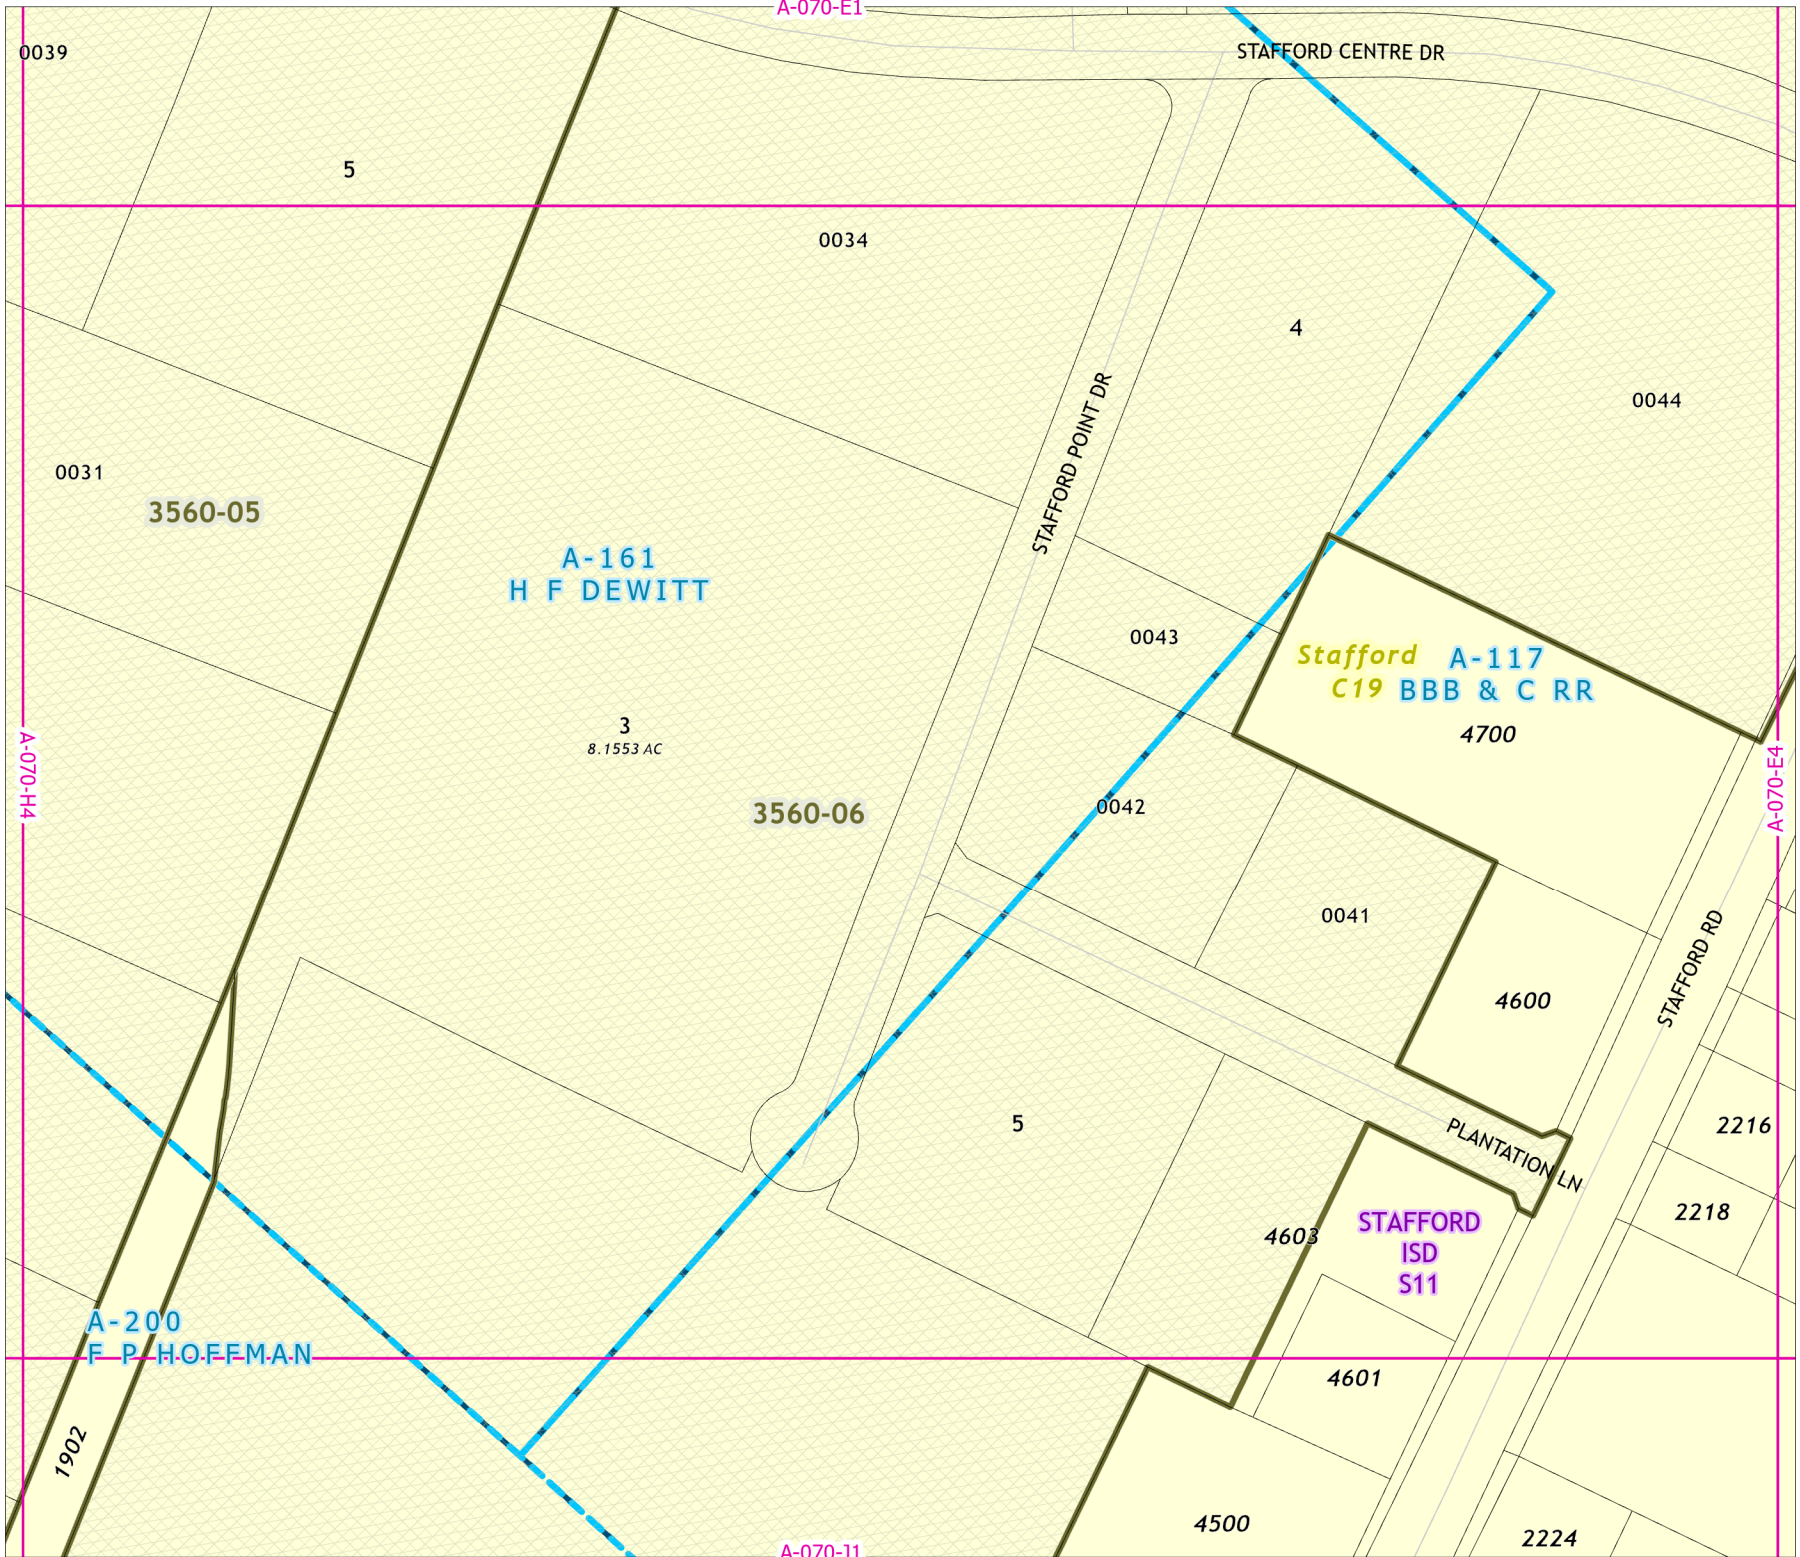 A-070-E1
0039
STAFFORD CENTRE DR
5
0034
4
STAFFORD POINT DR
0044
0031
3560-05
A-161
H F DEWITT
0043
Stafford
C19
A-117
BBB & C RR
4700
3
8.1553 AC
A-070-H4
A-070-E4
3560-06
0042
0041
STAFFORD RD
4600
5
2216
PLANTATION LN
2218
4603
STAFFORD
ISD
S11
A-200
F P HOFFMAN
4601
1902
4500
2224
A-070-J1